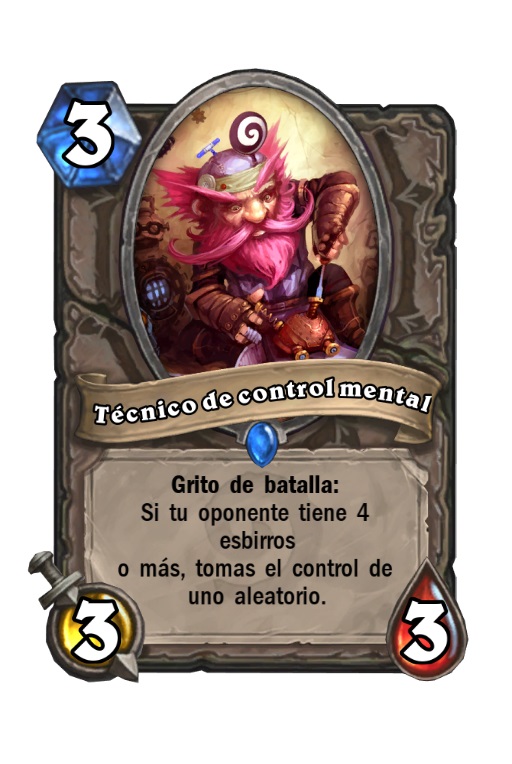 3
Técnico de control mental
Grito de batalla:
Si tu oponente tiene 4
esbirros
o más, tomas el control de
uno aleatorio.
3
3